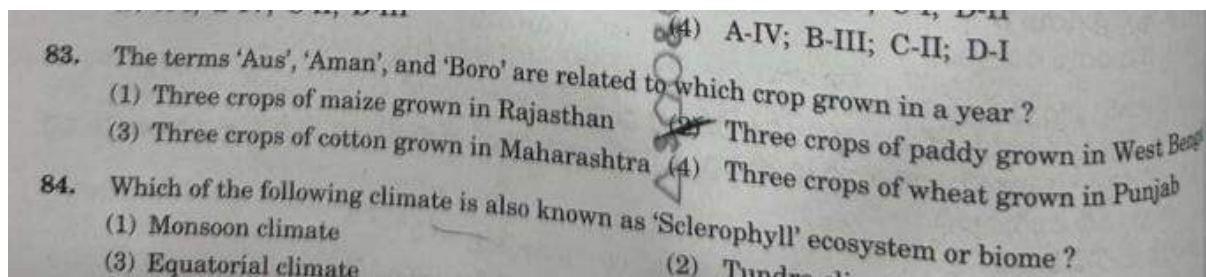 (4) A-IV; B-III; C-II; D-I
83. The terms 'Aus', 'Aman', and 'Boro' are related to which crop grown in a year ?
(1) Three crops of maize grown in Rajasthan
(2) Three crops of paddy grown in West
(3) Three crops of cotton grown in Maharashtra
(4) Three crops of wheat grown in Punjab
84. Which of the following climate is also known as 'Sclerophyll' ecosystem or biome ?
(1) Monsoon climate
(2)
(3) Equatorial climate